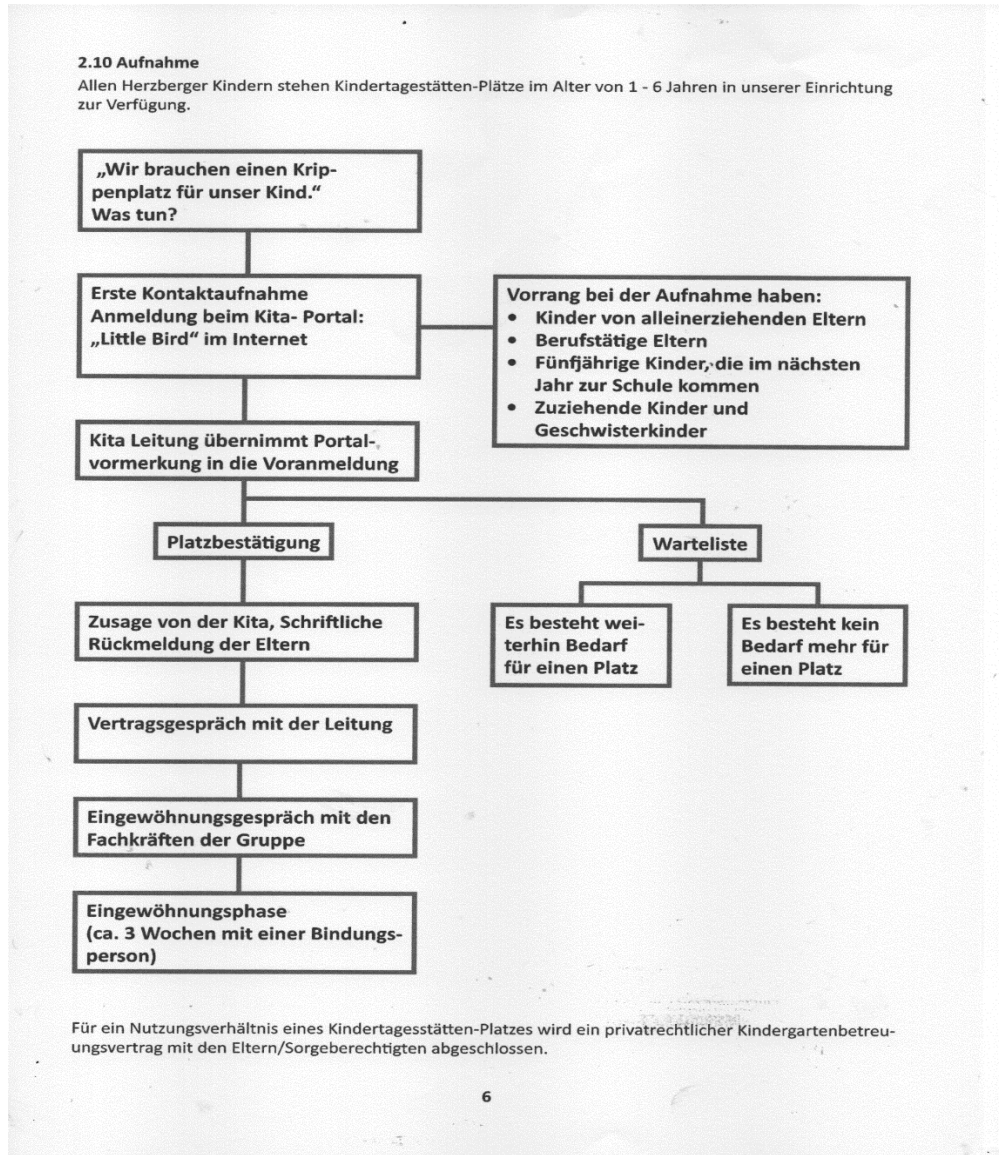 2.10 Aufnahme
Allen Herzberger Kindern stehen Kindertagestätten-Plätze im Alter von 1 - 6 Jahren in unserer Einrichtung
zur Verfügung.
„Wir brauchen einen Krip-
penplatz für unser Kind.“
Was tun?
Erste Kontaktaufnahme
Anmeldung beim Kita- Portal:
„Little Bird“ im Internet
Vorrang bei der Aufnahme haben:
• Kinder von alleinerziehenden Eltern
• Berufstätige Eltern
• Fünfjährige Kinder, die im nächsten
Jahr zur Schule kommen
• Zuziehende Kinder und
Geschwisterkinder
Kita Leitung übernimmt Portal-
vormerkung in die Voranmeldung
Platzbestätigung
Warteliste
Zusage von der Kita, Schriftliche
Rückmeldung der Eltern
Es besteht wei-
terhin Bedarf
für einen Platz
Es besteht kein
Bedarf mehr für
einen Platz
Vertragsgespräch mit der Leitung
Eingewöhnungsgespräch mit den
Fachkräften der Gruppe
Eingewöhnungsphase
(ca. 3 Wochen mit einer Bindungs-
person)
Für ein Nutzungsverhältnis eines Kindertagesstätten-Platzes wird ein privatrechtlicher Kindergartenbetreu-
ungsvertrag mit den Eltern/Sorgeberechtigten abgeschlossen.
6